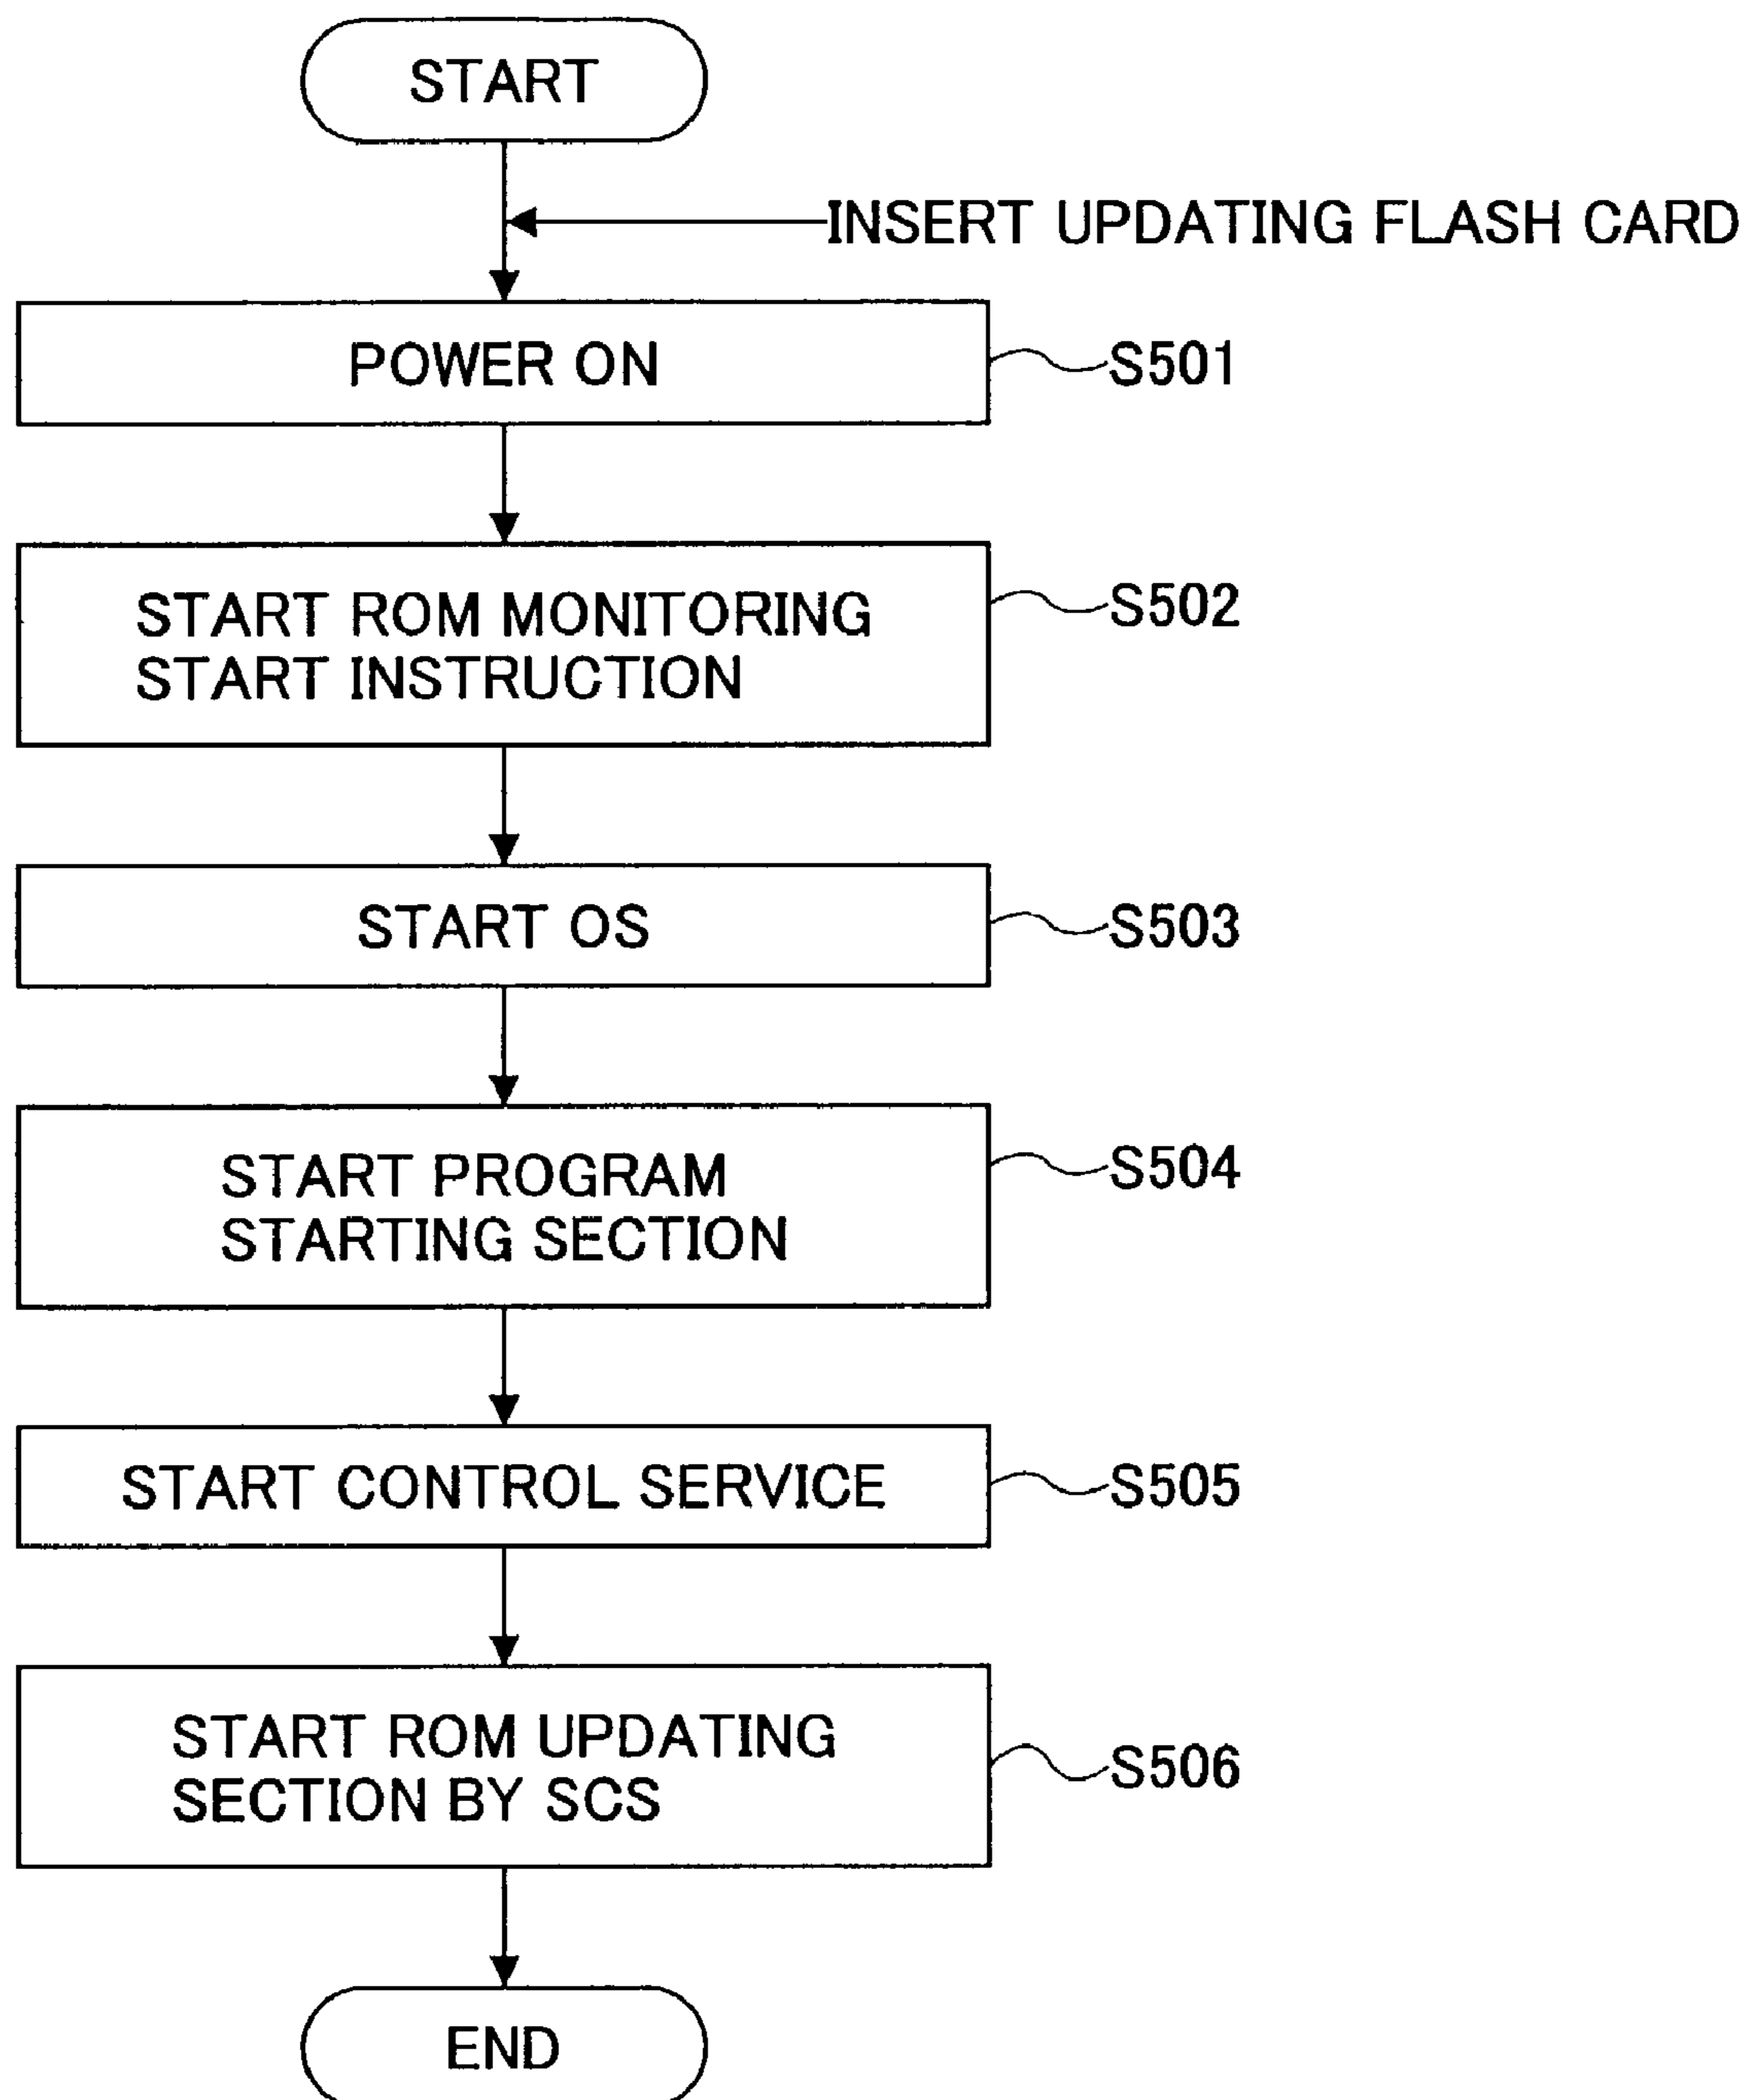 START
INSERT UPDATING FLASH CARD
POWER ON
S501
START ROM MONITORING
START INSTRUCTION
S502
START OS
S503
START PROGRAM
STARTING SECTION
S504
START CONTROL SERVICE
S505
START ROM UPDATING
SECTION BY SCS
S506
END